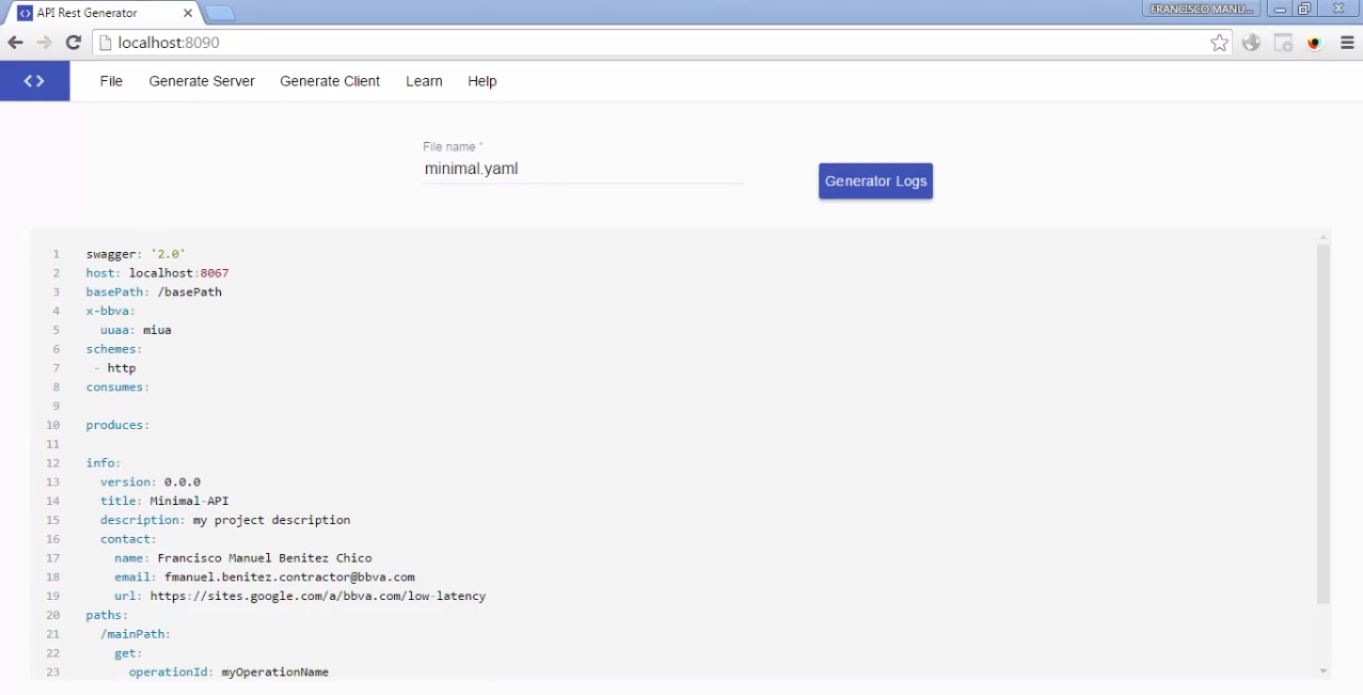 API Rest Generator
FRANCISCO MANU...
localhost:8090
<>
File Generate Server Generate Client Learn Help
File name *
minimal.yaml
Generator Logs
1 swagger: '2.0'
2 host: localhost:8067
3 basePath: /basePath
4 x-bbva:
5 uuaa: miua
6 schemes:
7 - http
8 consumes:
9
10 produces:
11
12 info:
13 version: 0.0.0
14 title: Minimal-API
15 description: my project description
16 contact:
17 name: Francisco Manuel Benitez Chico
18 email: fmanuel.benitez.contractor@bbva.com
19 url: https://sites.google.com/a/bbva.com/low-latency
20 paths:
21 /mainPath:
22 get:
23 operationId: myOperationName